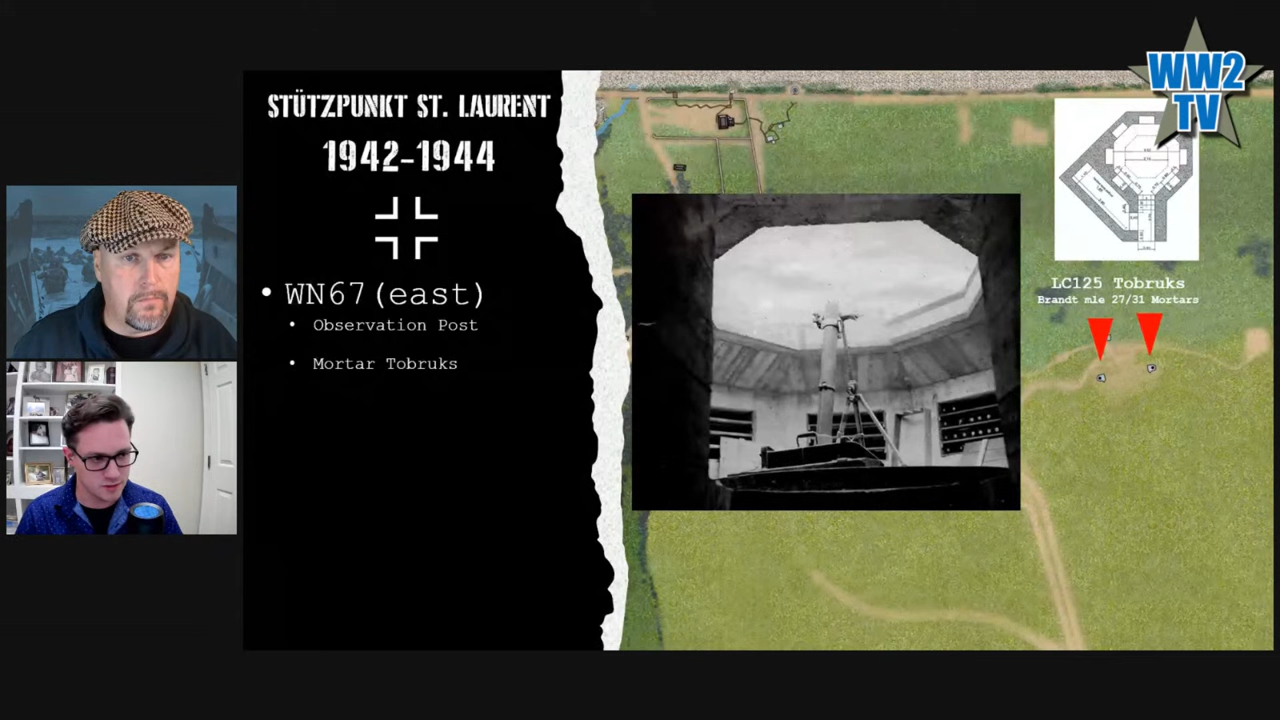 STÜTZPUNKT ST. LAURENT
1942-1944
• WN67(east)
• Observation Post
• Mortar Tobruks
WW2
TV
LC125 Tobruks
Brandt mle 27/31 Mortars